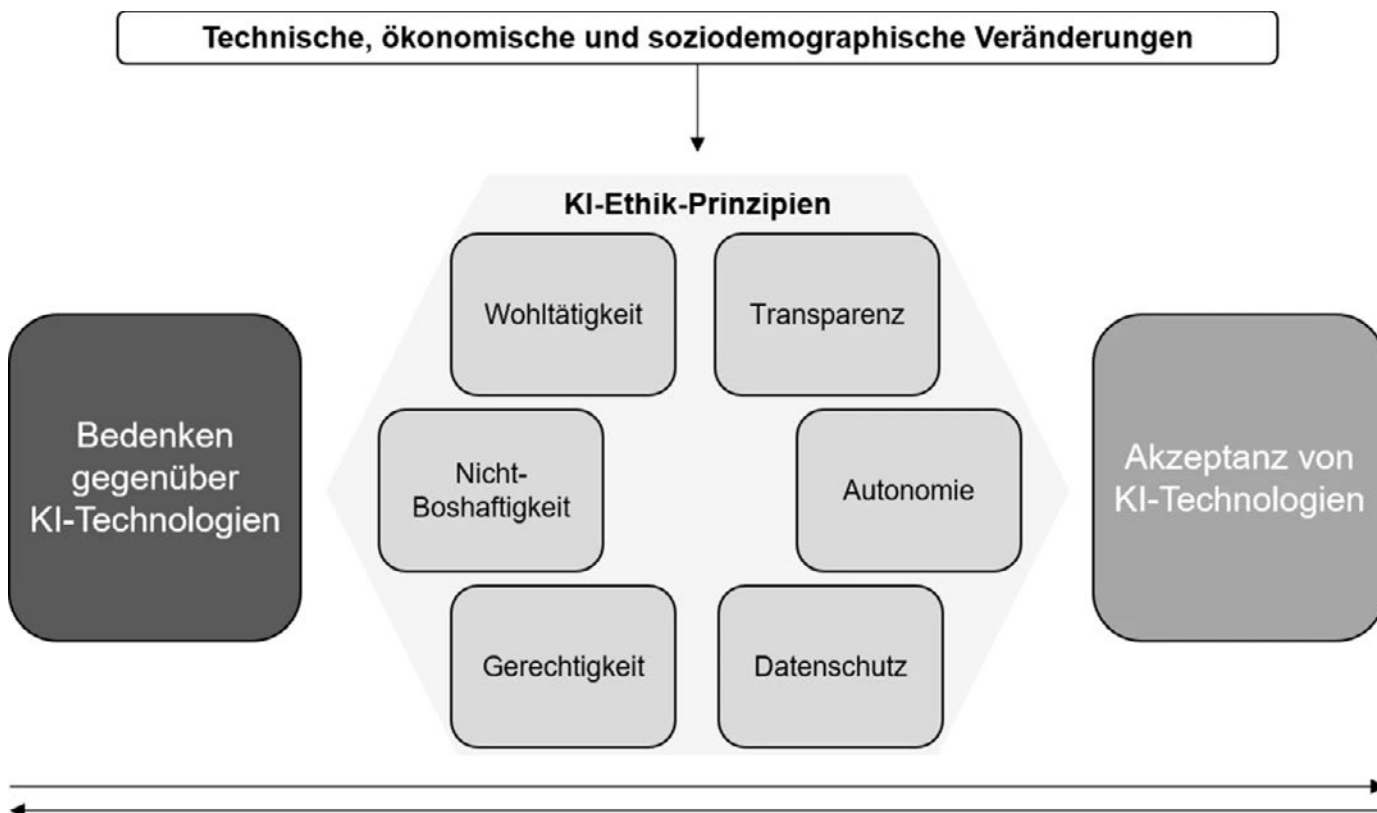 Technische, ökonomische und soziodemographische Veränderungen
KI-Ethik-Prinzipien
Wohltätigkeit
Transparenz
Bedenken
gegenüber
KI-Technologien
Nicht-
Boshaftigkeit
Autonomie
Akzeptanz von
KI-Technologien
Gerechtigkeit
Datenschutz